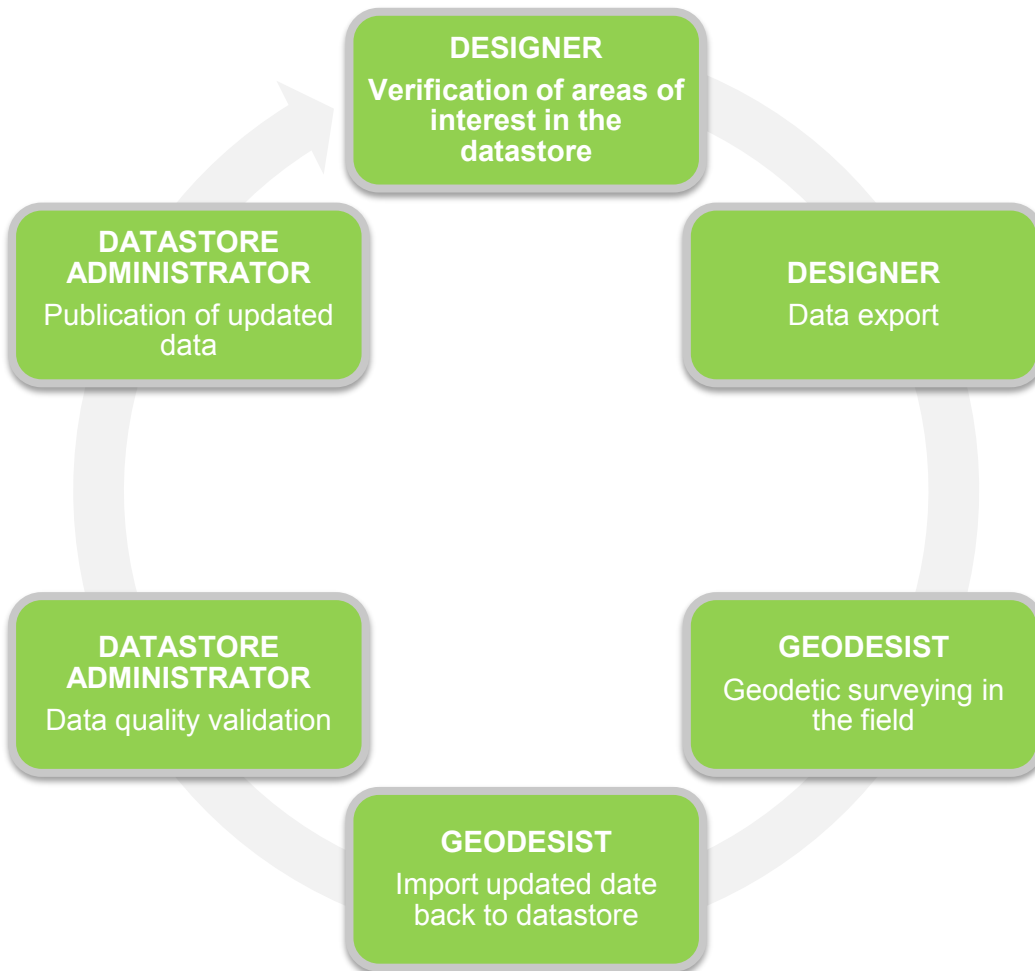 DESIGNER
Verification of areas of
interest in the
datastore
DESIGNER
Data export
GEODESIST
Geodetic surveying in
the field
GEODESIST
Import updated date
back to datastore
DATASTORE
ADMINISTRATOR
Data quality validation
DATASTORE
ADMINISTRATOR
Publication of updated
data